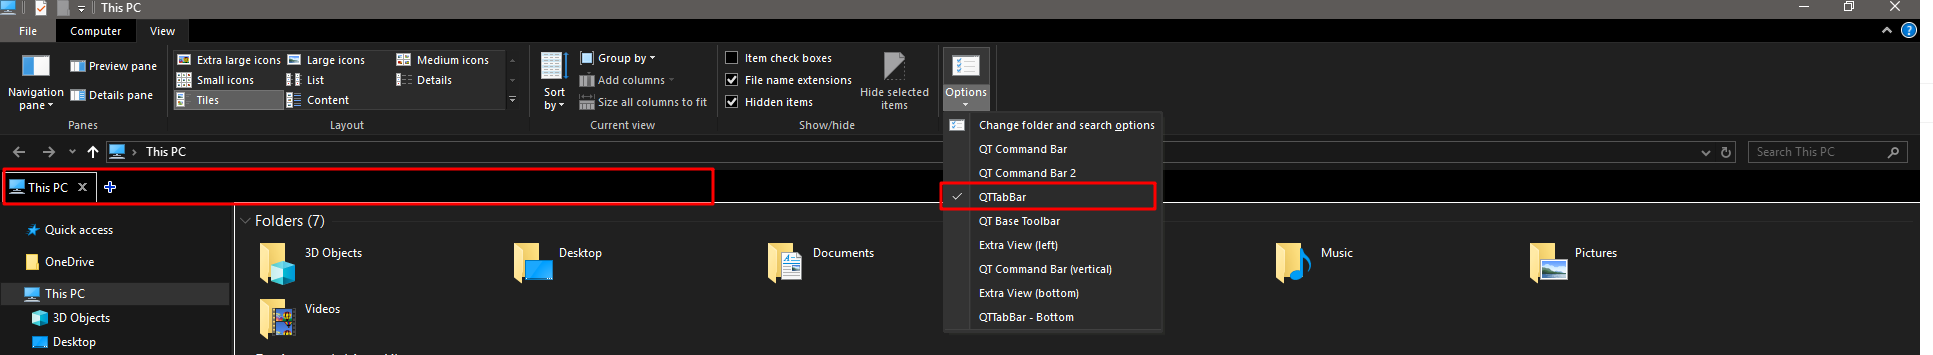 This PC
File
Computer
View
Navigation pane
Preview pane
Details pane
Panes
Extra large icons
Large icons
Medium icons
Small icons
List
Details
Tiles
Content
Layout
Sort by
Group by
Add columns
Size all columns to fit
Current view
Item check boxes
File name extensions
Hidden items
Hide selected items
Show/hide
Options
Change folder and search options
QT Command Bar
QT Command Bar 2
QTTabBar
QT Base Toolbar
Extra View (left)
QT Command Bar (vertical)
Extra View (bottom)
QTTabBar - Bottom
This PC
Search This PC
This PC
Quick access
OneDrive
This PC
3D Objects
Desktop
Folders (7)
3D Objects
Desktop
Documents
Music
Pictures
Videos